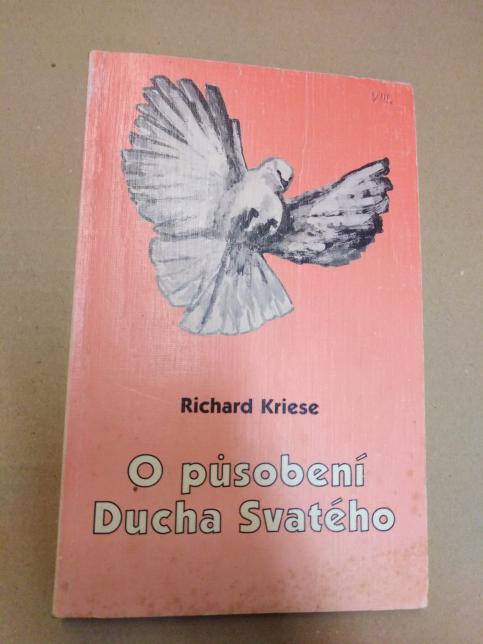 Richard Kriese
O působení
Ducha Svatého